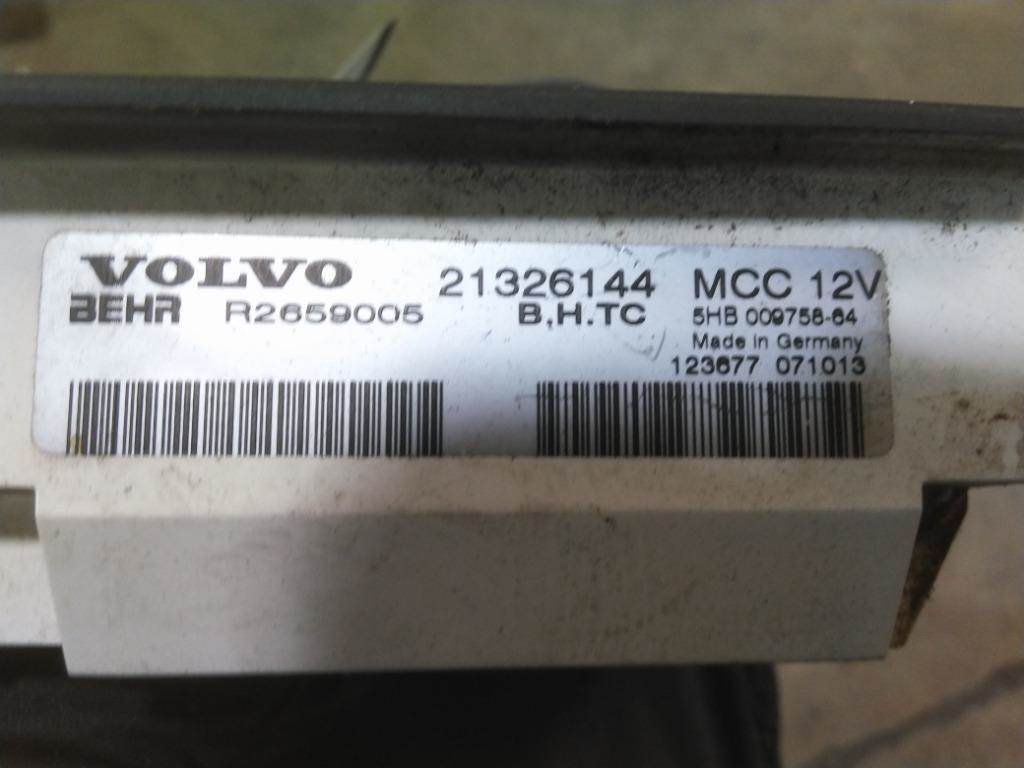 VOLVO 21326144 MCC 12V
BEHR R2659005 B.H.TC 5HB 009758-64
Made in Germany
123677 071013